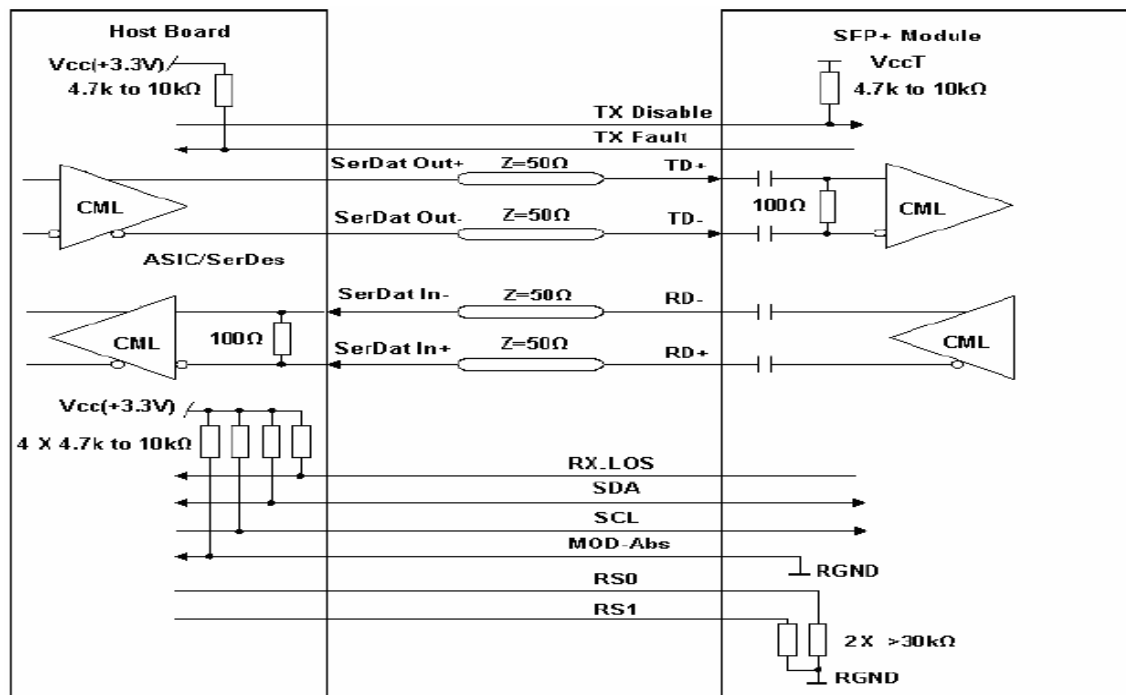 Host Board
SFP+ Module
Vcc(+3.3V)
VccT
4.7k to 10kΩ
4.7k to 10kΩ
TX Disable
TX Fault
SerDat Out+
Z=50Ω
TD+
CML
100Ω
CML
SerDat Out-
Z=50Ω
TD-
ASIC/SerDes
SerDat In-
Z=50Ω
RD-
CML
100Ω
CML
SerDat In+
Z=50Ω
RD+
Vcc(+3.3V)
4 X 4.7k to 10kΩ
RX-LOS
SDA
SCL
MOD-Abs
RGND
RS0
RS1
2X >30kΩ
RGND